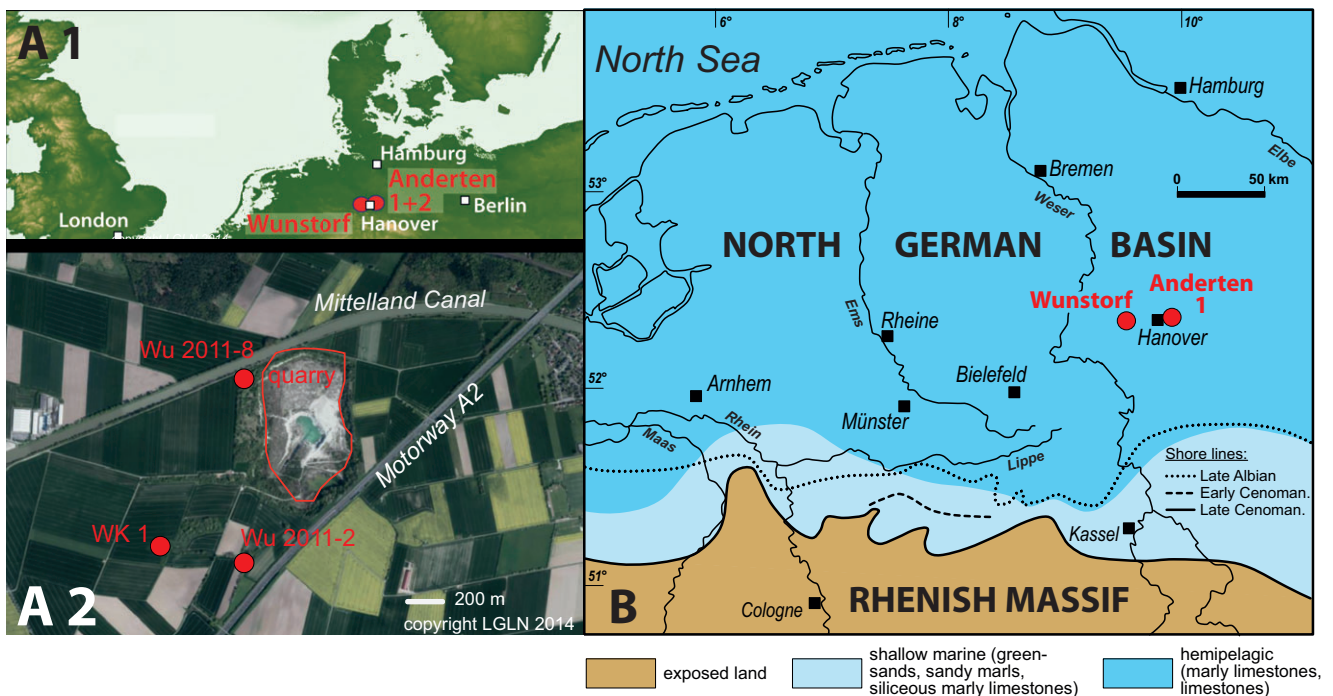 A 1
Hamburg
Anderten
1+2
Berlin
London
Wunstorf
Hanover
A 2
Mittelland Canal
Wu 2011-8
quarry
Motorway A2
WK 1
Wu 2011-2
200 m
copyright LGLN 2014
6°
8°
10°
North Sea
Hamburg
Elbe
Bremen
Weser
0 50 km
53°
NORTH GERMAN BASIN
Wunstorf
Anderten
1
Hanover
Ems
Rheine
52°
Arnhem
Bielefeld
Münster
Rhein
Maas
Lippe
Shore lines:
Late Albian
Early Cenoman.
Late Cenoman.
Kassel
51°
B
Cologne
RHENISH MASSIF
exposed land
shallow marine (green-
sands, sandy marls,
siliceous marly limestones)
hemipelagic
(marly limestones,
limestones)